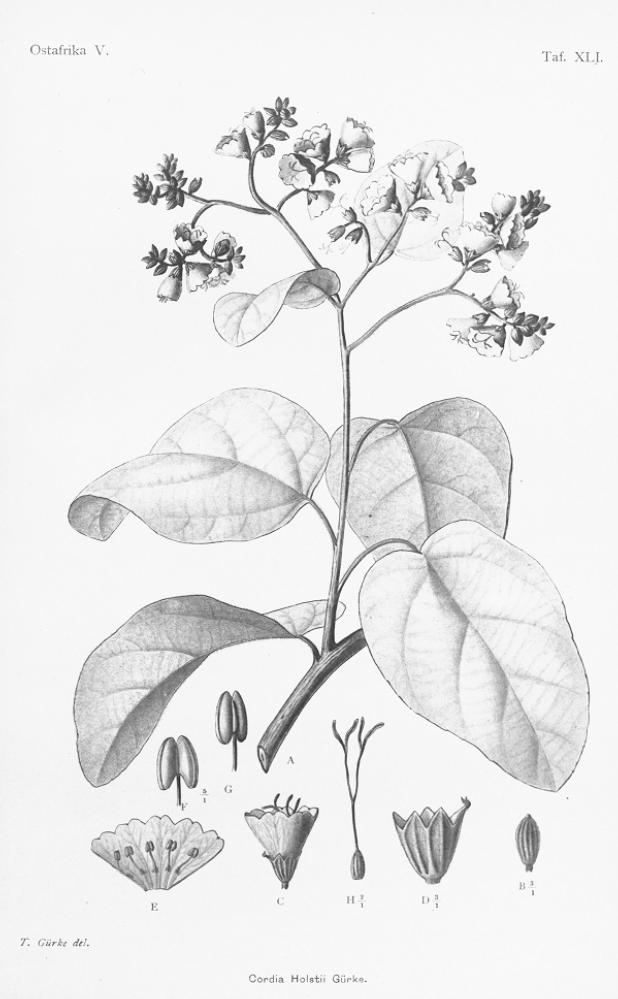 Ostafrika V.
Taf. XLI.
A
G
F 5/1
E
C
H 3/1
D 3/1
B 3/1
T. Gürke del.
Cordia Holstii Gürke.